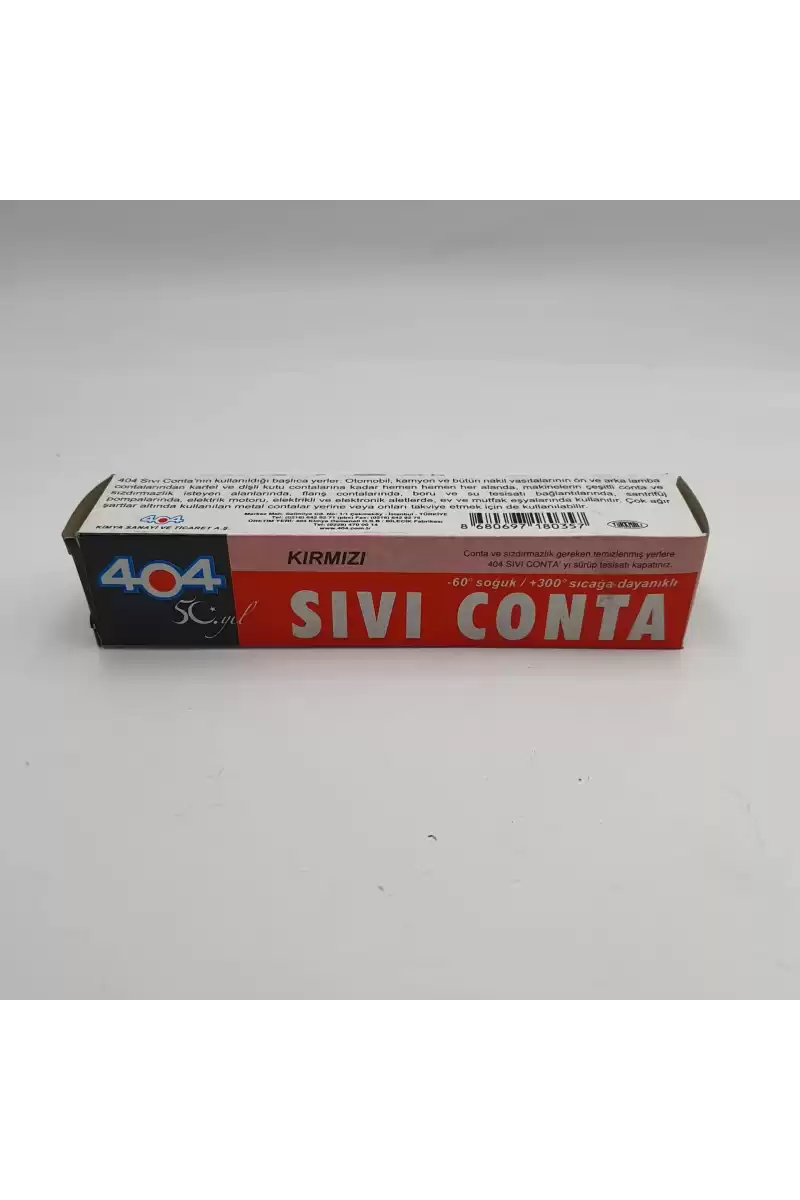 404 Sıvı Conta'nın kullanıldığı başlıca yerler. Otomobil, kamyon ve bütün nakil vasıtalarının ön ve arka lamba
contalarından karter ve dişli kutu contalarına kadar hemen hemen her alanda, makinelerin çeşitli conta ve
sızdırmazlık isteyen alanlarında, flanş contalarında, boru ve su tesisatı bağlantılarında, santrifüj
pompalarında, elektrik motoru, elektrikli ve elektronik aletlerde, ev ve mutfak eşyalarında kullanılır. Çok ağır
şartlar altında kullanılan metal contalar yerine veya onları takviye etmek için de kullanılabilir.
404
KİMYA SANAYİ VE TİCARET A.Ş.
www.404.com.tr
8 680697 180357
404
50.yıl
KIRMIZI
Conta ve sızdırmazlık gereken temizlenmiş yerlere
404 SIVI CONTA' yı sürüp tesisatı kapatınız.
-60° soğuk / +300° sıcağa dayanıklı
SIVI CONTA